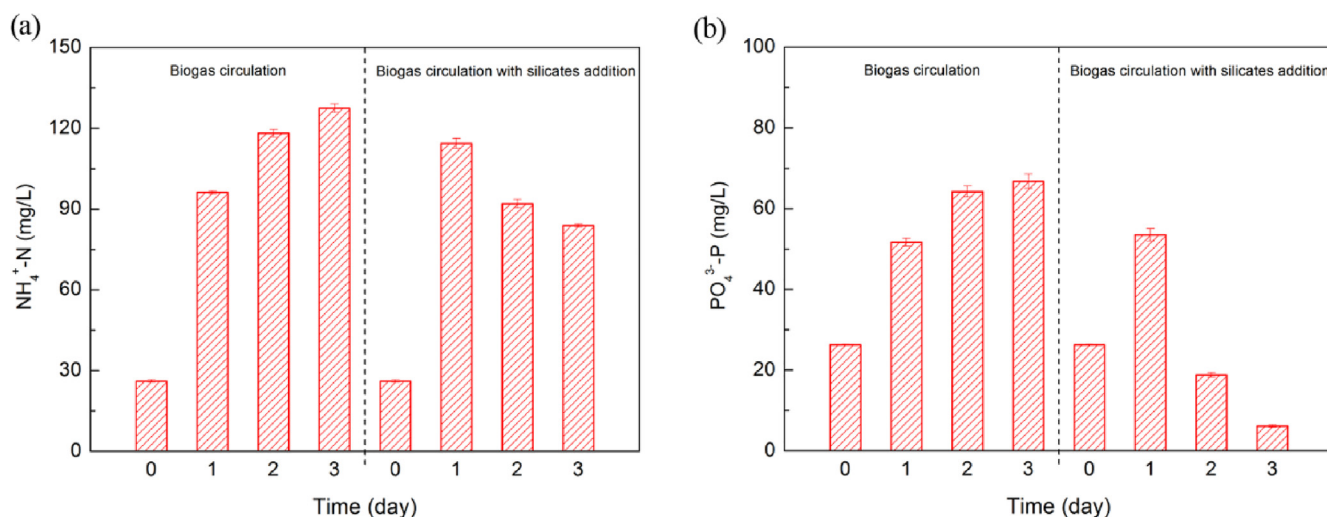 (a)
150
120
90
60
30
0
NH₄⁺-N (mg/L)
Biogas circulation
Biogas circulation with silicates addition
0 1 2 3 0 1 2 3
Time (day)
(b)
100
80
60
40
20
0
PO₄³⁻-P (mg/L)
Biogas circulation
Biogas circulation with silicates addition
0 1 2 3 0 1 2 3
Time (day)